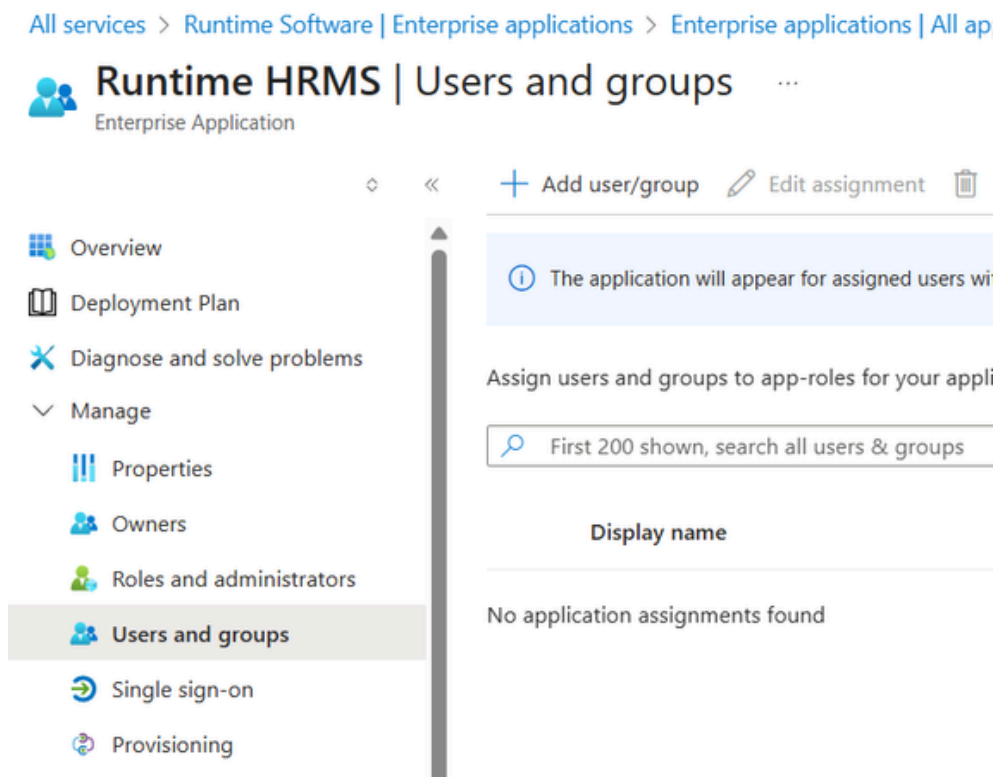 All services > Runtime Software | Enterprise applications > Enterprise applications | All ap
Runtime HRMS | Users and groups ...
Enterprise Application
Add user/group Edit assignment
Overview
Deployment Plan
Diagnose and solve problems
Manage
Properties
Owners
Roles and administrators
Users and groups
Single sign-on
Provisioning
The application will appear for assigned users wi
Assign users and groups to app-roles for your appli
First 200 shown, search all users & groups
Display name
No application assignments found